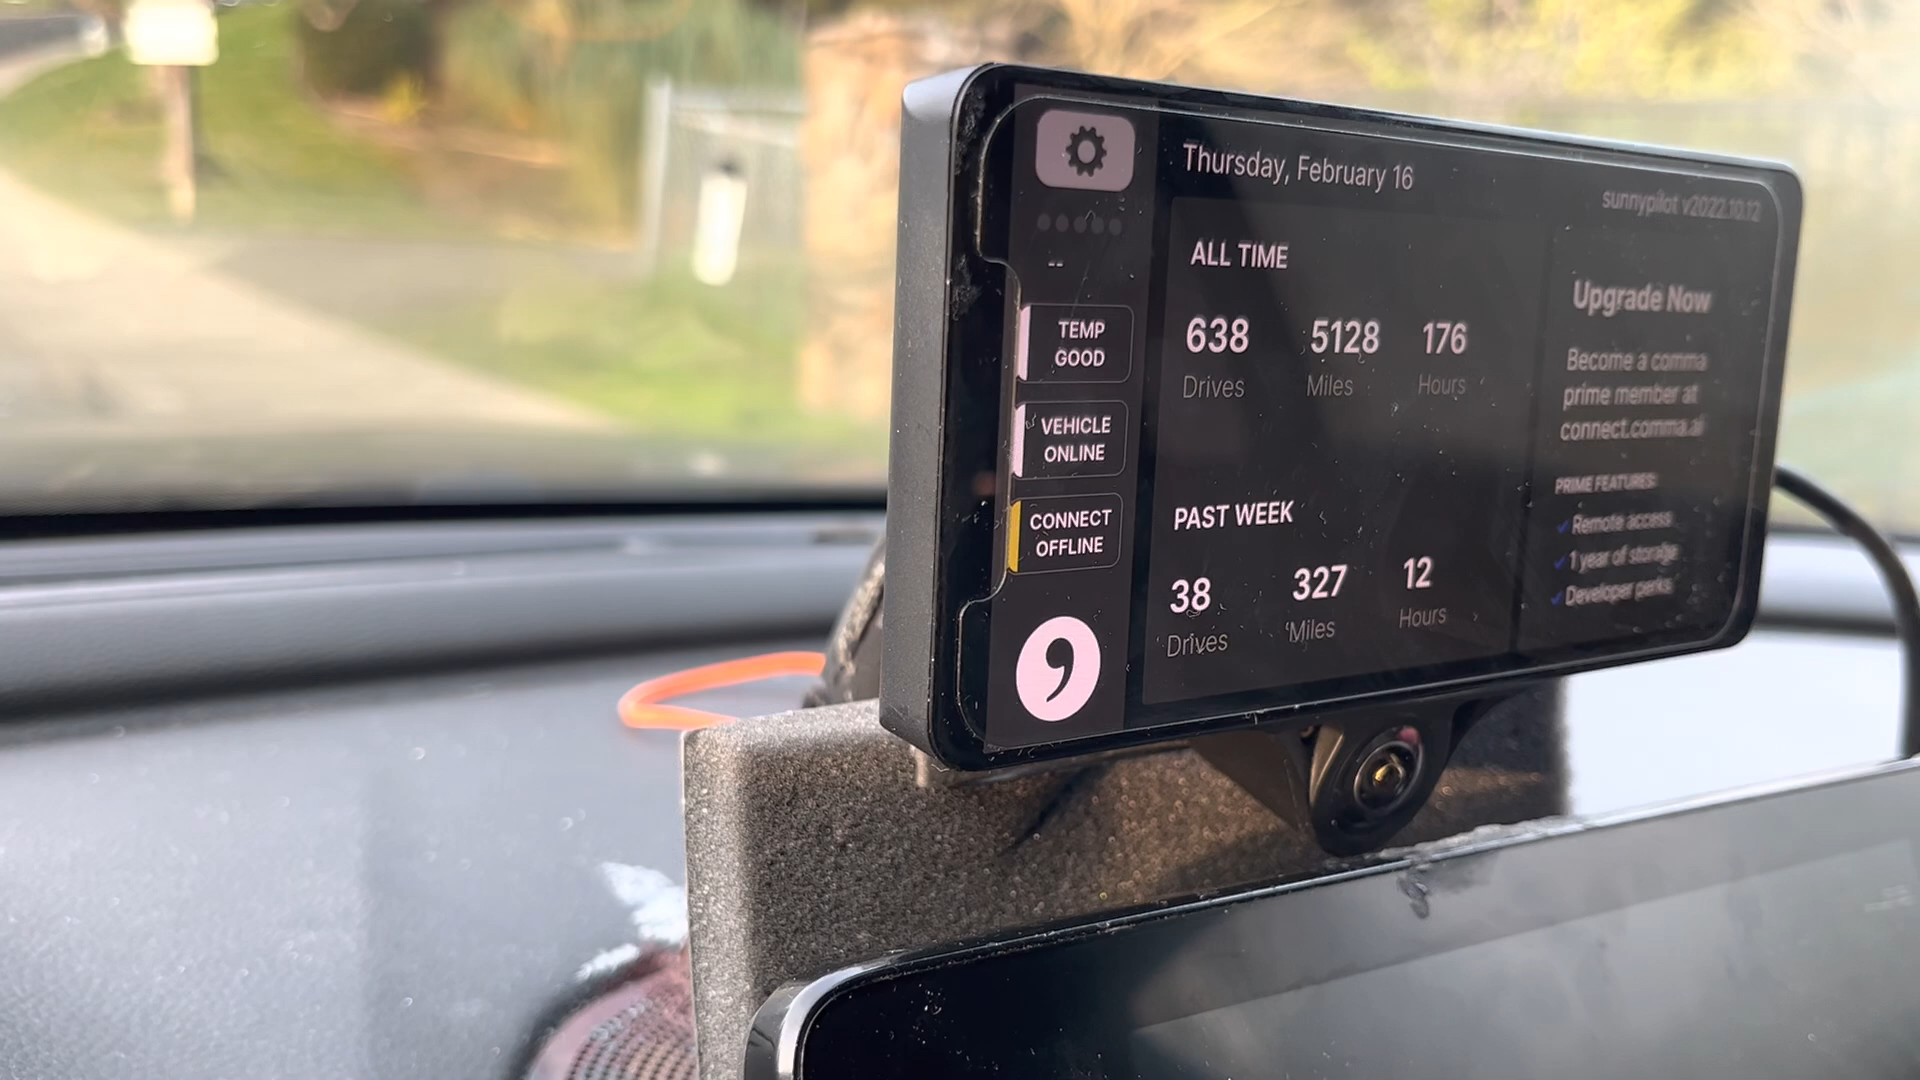 Thursday, February 16
sunnypilot v2022.10.12
--
TEMP
GOOD
VEHICLE
ONLINE
CONNECT
OFFLINE
ALL TIME
638 5128 176
Drives Miles Hours
PAST WEEK
38 327 12
Drives Miles Hours
Upgrade Now
Become a comma
prime member at
connect.comma.ai
PRIME FEATURES:
Remote access
1 year of storage
Developer perks